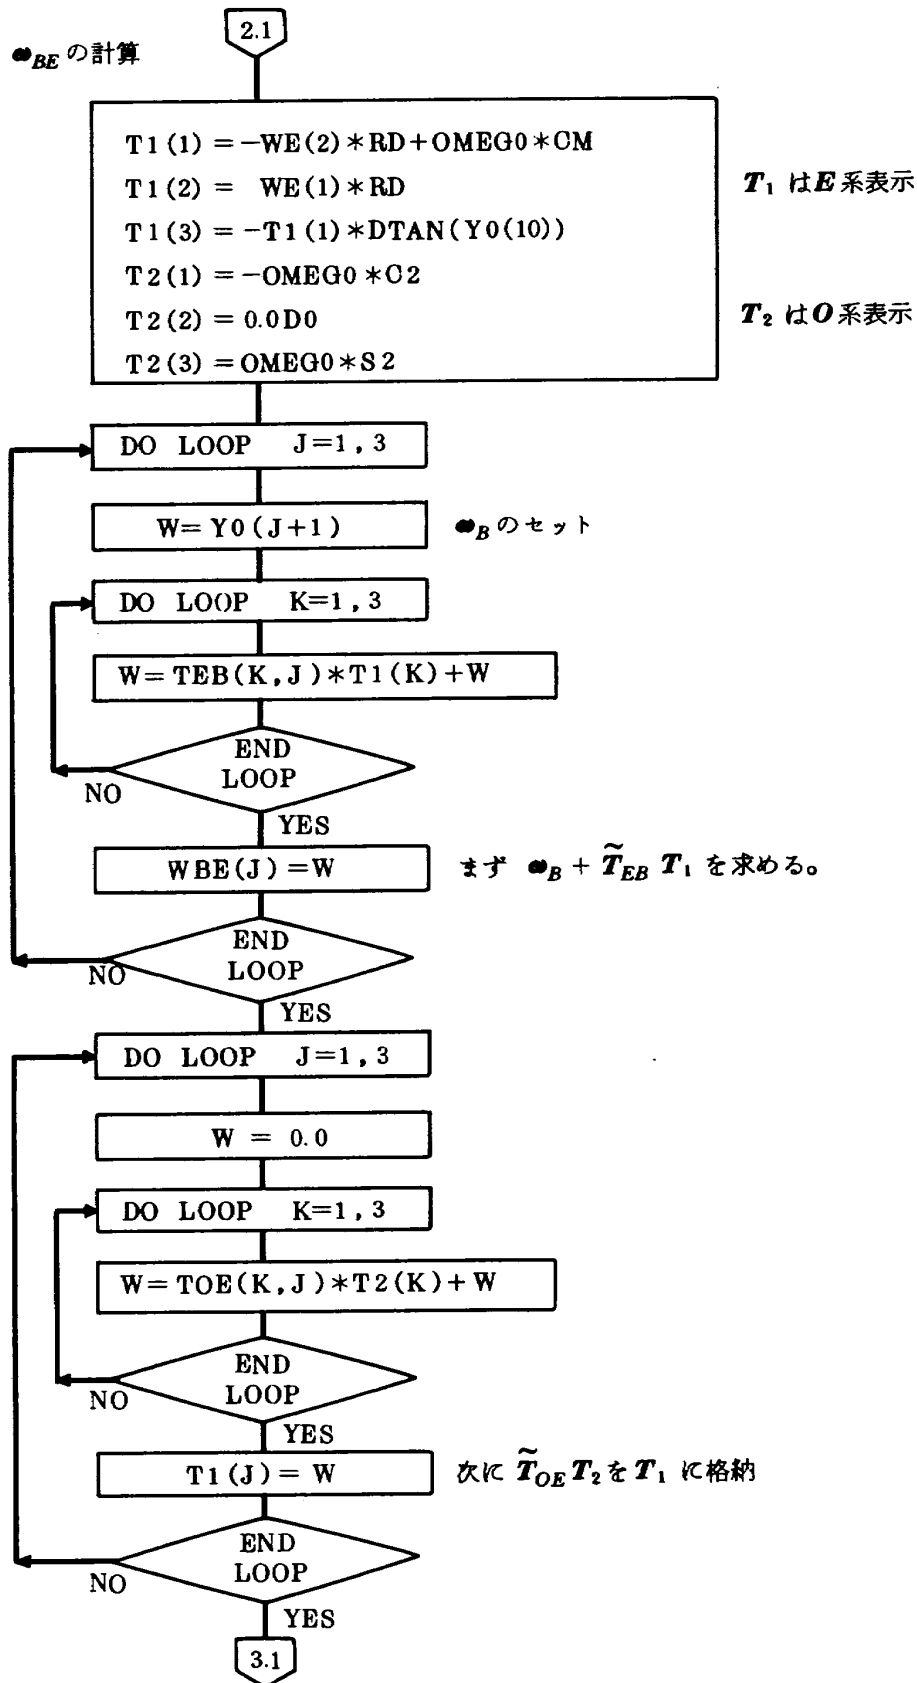 2.1
ω_BE の計算
T1(1) = -WE(2)*RD+OMEG0*CM
T1(2) = WE(1)*RD
T₁ はE系表示
T1(3) = -T1(1)*DTAN(Y0(10))
T2(1) = -OMEG0*C2
T2(2) = 0.0D0
T₂ はO系表示
T2(3) = OMEG0*S2
DO LOOP J=1,3
W=Y0(J+1)
ω_B のセット
DO LOOP K=1,3
W=TEB(K,J)*T1(K)+W
END
LOOP
NO
YES
WBE(J)=W
まず ω_B + T̃_EB T₁ を求める。
END
LOOP
NO
YES
DO LOOP J=1,3
W = 0.0
DO LOOP K=1,3
W=TOE(K,J)*T2(K)+W
END
LOOP
NO
YES
T1(J)=W
次に T̃_OE T₂ を T₁ に格納
END
LOOP
NO
YES
3.1